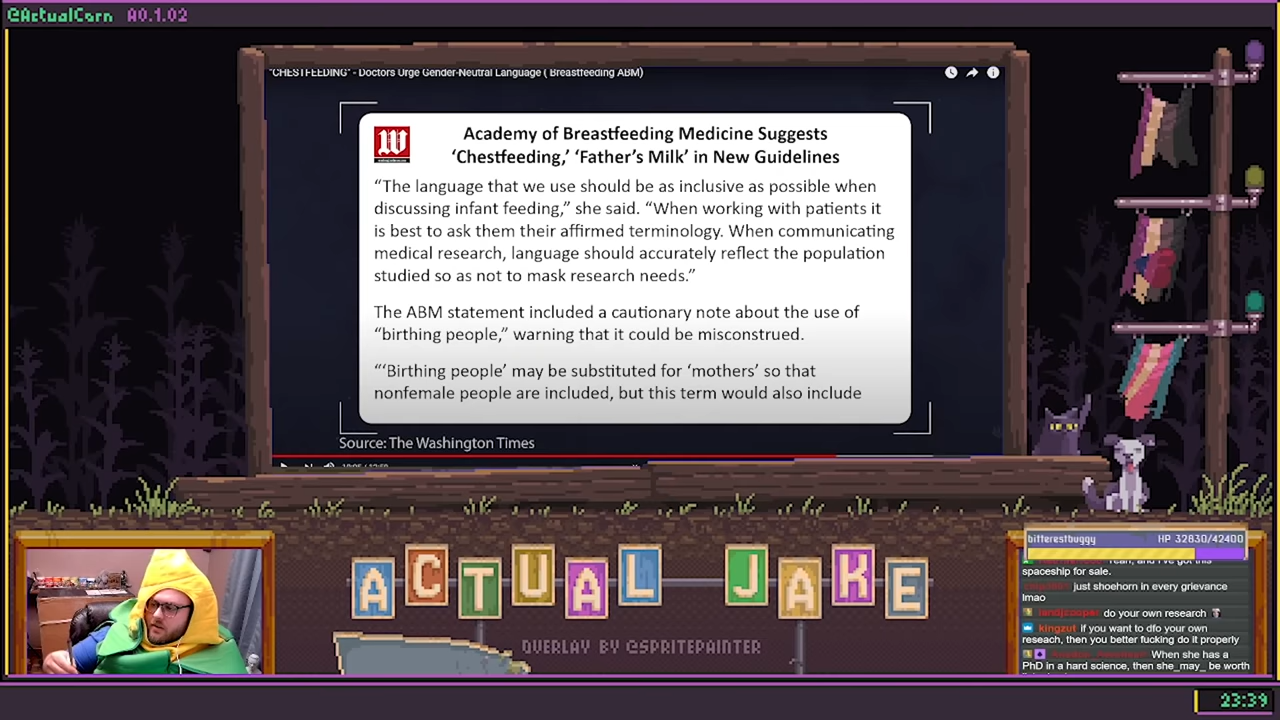 @ActualCorn A0.1.02
"CHESTFEEDING" - Doctors Urge Gender-Neutral Language ( Breastfeeding ABM)
W
Academy of Breastfeeding Medicine Suggests
‘Chestfeeding,’ ‘Father’s Milk’ in New Guidelines
“The language that we use should be as inclusive as possible when
discussing infant feeding,” she said. “When working with patients it
is best to ask them their affirmed terminology. When communicating
medical research, language should accurately reflect the population
studied so as not to mask research needs.”
The ABM statement included a cautionary note about the use of
“birthing people,” warning that it could be misconstrued.
“‘Birthing people’ may be substituted for ‘mothers’ so that
nonfemale people are included, but this term would also include
Source: The Washington Times
ACTUAL JAKE
OVERLAY BY @SPRITEPAINTER
bitterestbuggy HP 32830/42400
Yeah, and I've got this
spaceship for sale.
just shoehorn in every grievance
lmao
do your own research
kingzut if you want to dfo your own
reseach, then you better fucking do it properly
When she has a
PhD in a hard science, then she_may_ be worth
23:39